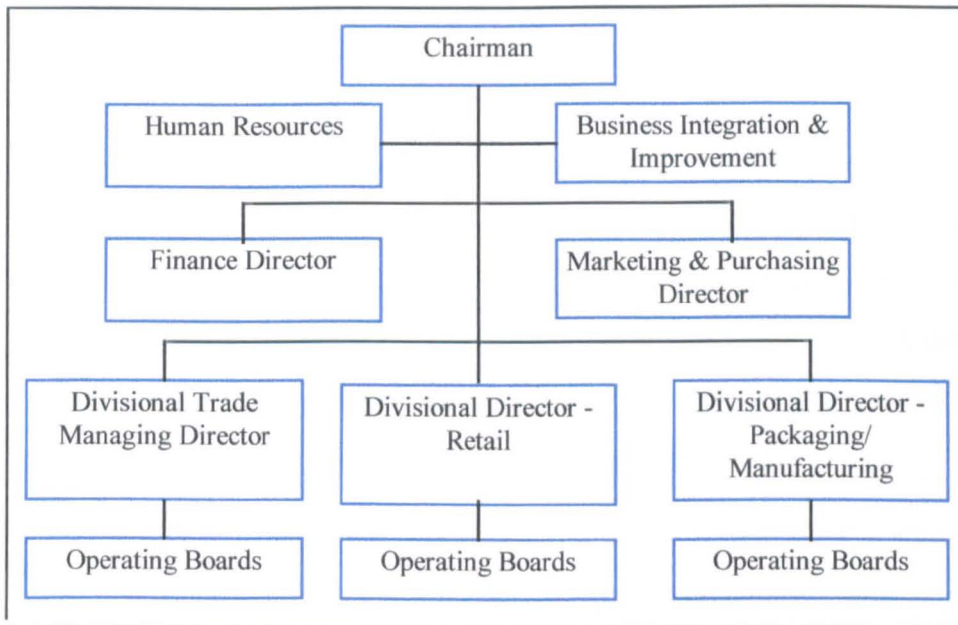 Chairman
Human Resources
Business Integration &
Improvement
Finance Director
Marketing & Purchasing
Director
Divisional Trade
Managing Director
Divisional Director -
Retail
Divisional Director -
Packaging/
Manufacturing
Operating Boards
Operating Boards
Operating Boards